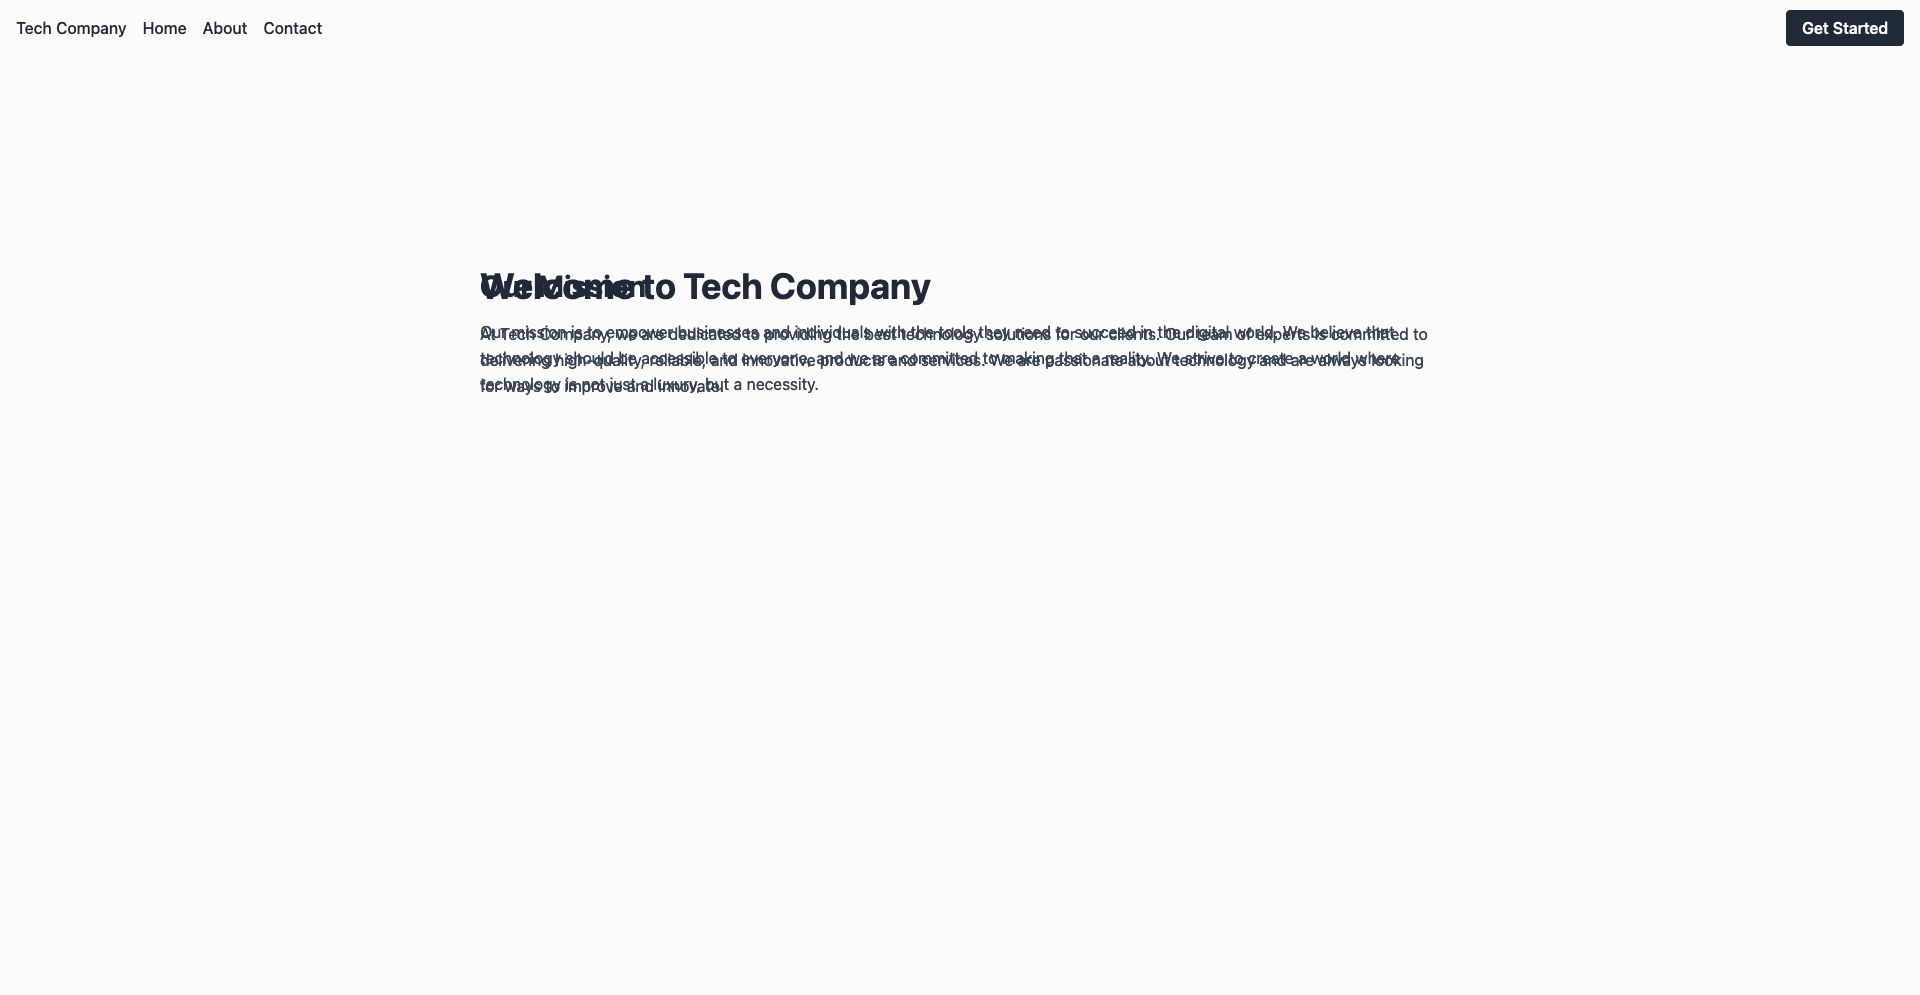 Tech Company
Home
About
Contact
Get Started
Welcome to Tech Company
At Tech Company, we are dedicated to providing the best technology solutions for our clients. Our team of experts is committed to
delivering high-quality, reliable, and innovative products and services. We are passionate about technology and are always looking
for ways to improve and innovate.
Our Mission
Our mission is to empower businesses and individuals with the tools they need to succeed in the digital world. We believe that
technology should be accessible to everyone, and we are committed to making that a reality. We strive to create a world where
technology is not just a luxury, but a necessity.